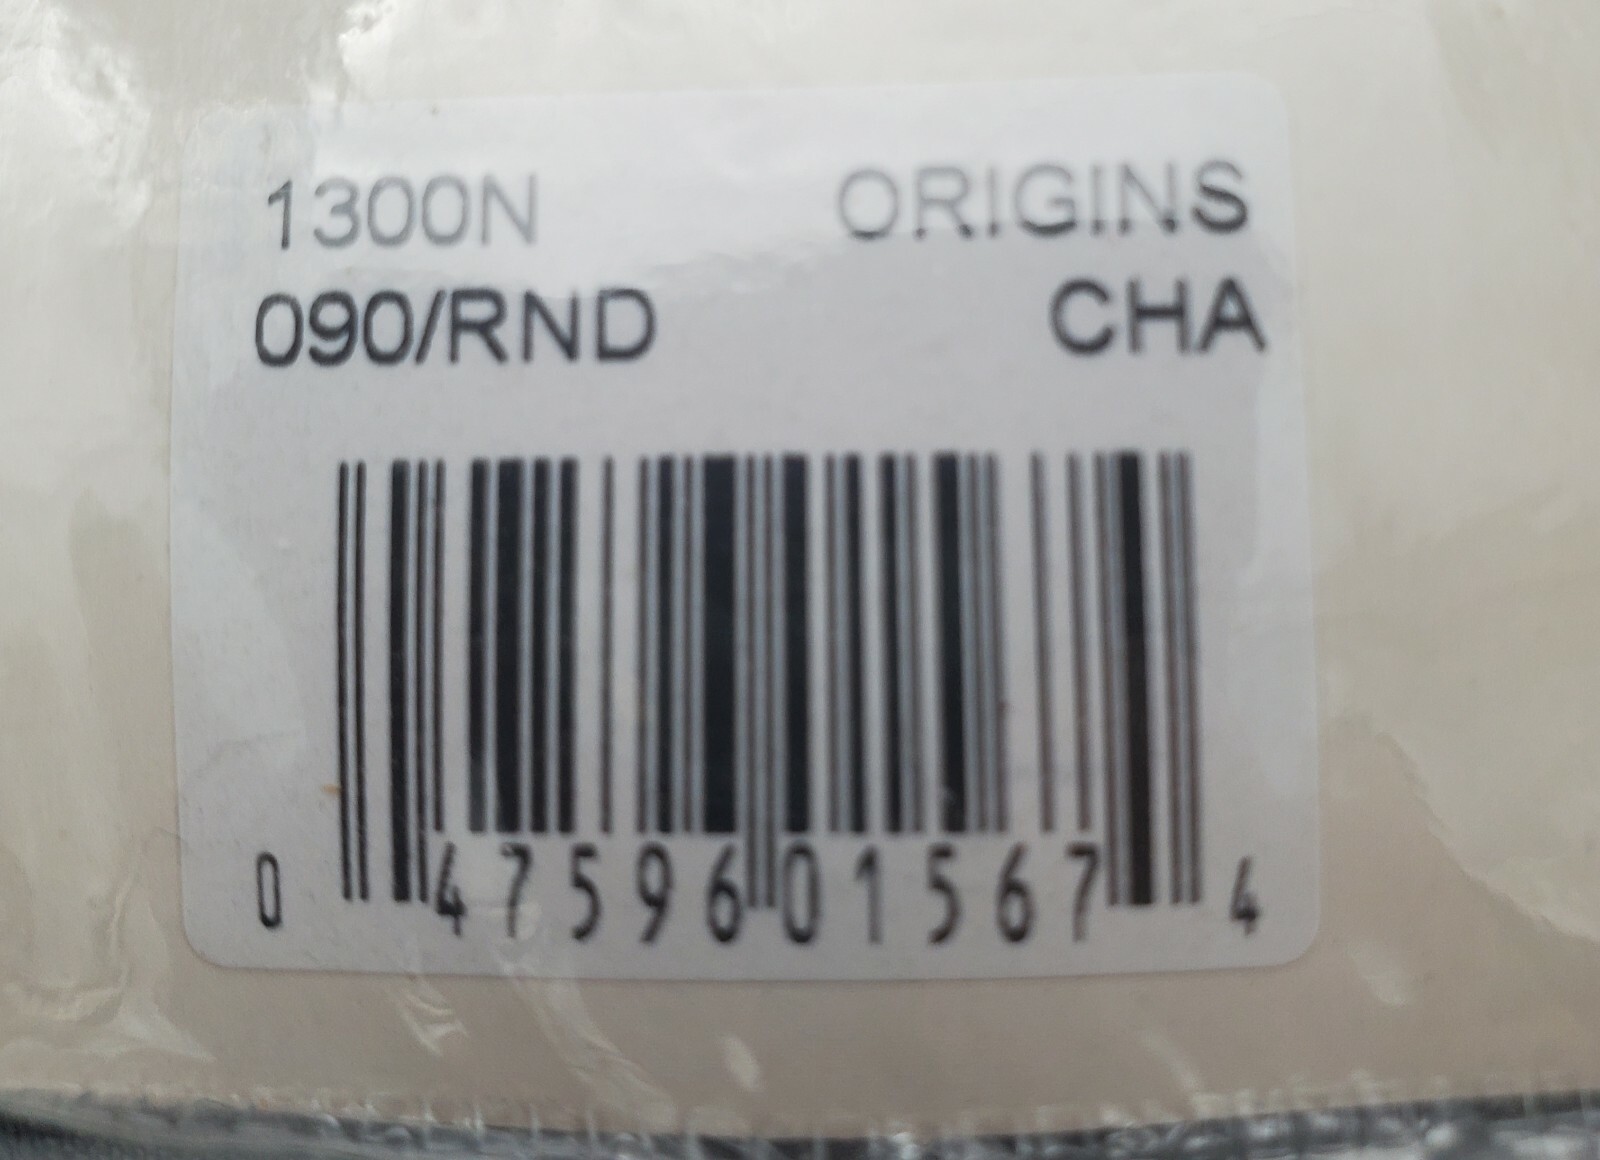 1300N ORIGINS
090/RND CHA
0 47596 01567 4